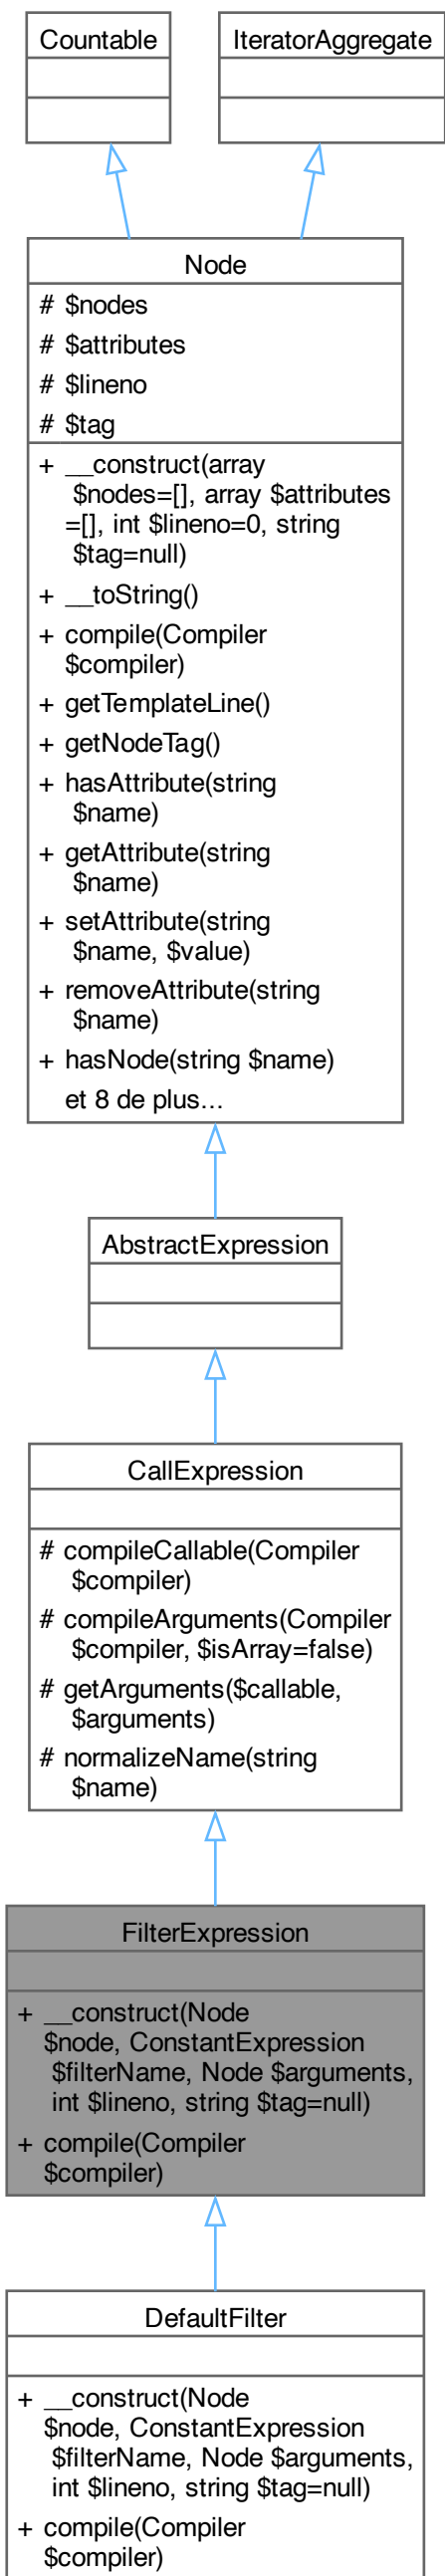 Countable
IteratorAggregate
Node
# $nodes
# $attributes
# $lineno
# $tag
+ __construct(array
$nodes=[], array $attributes
=[], int $lineno=0, string
$tag=null)
+ __toString()
+ compile(Compiler
$compiler)
+ getTemplateLine()
+ getNodeTag()
+ hasAttribute(string
$name)
+ getAttribute(string
$name)
+ setAttribute(string
$name, $value)
+ removeAttribute(string
$name)
+ hasNode(string $name)
et 8 de plus...
AbstractExpression
CallExpression
# compileCallable(Compiler
$compiler)
# compileArguments(Compiler
$compiler, $isArray=false)
# getArguments($callable,
$arguments)
# normalizeName(string
$name)
FilterExpression
+ __construct(Node
$node, ConstantExpression
$filterName, Node $arguments,
int $lineno, string $tag=null)
+ compile(Compiler
$compiler)
DefaultFilter
+ __construct(Node
$node, ConstantExpression
$filterName, Node $arguments,
int $lineno, string $tag=null)
+ compile(Compiler
$compiler)